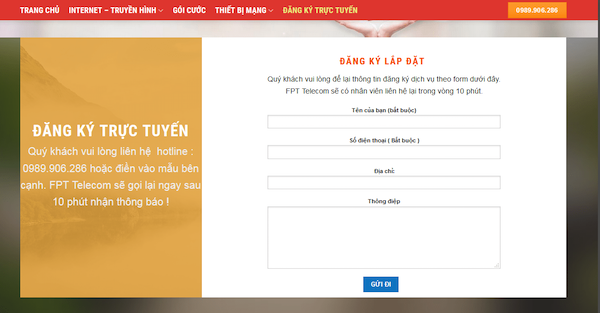 TRANG CHỦ INTERNET – TRUYỀN HÌNH GÓI CƯỚC THIẾT BỊ MẠNG ĐĂNG KÝ TRỰC TUYẾN 0989.906.286
ĐĂNG KÝ TRỰC TUYẾN
Quý khách vui lòng liên hệ hotline :
0989.906.286 hoặc điền vào mẫu bên
cạnh. FPT Telecom sẽ gọi lại ngay sau
10 phút nhận thông báo !
ĐĂNG KÝ LẮP ĐẶT
Quý khách vui lòng để lại thông tin đăng ký dịch vụ theo form dưới đây.
FPT Telecom sẽ có nhân viên liên hệ lại trong vòng 10 phút.
Tên của bạn (bắt buộc)
Số điện thoại ( Bắt buộc )
Địa chỉ:
Thông điệp
GỬI ĐI